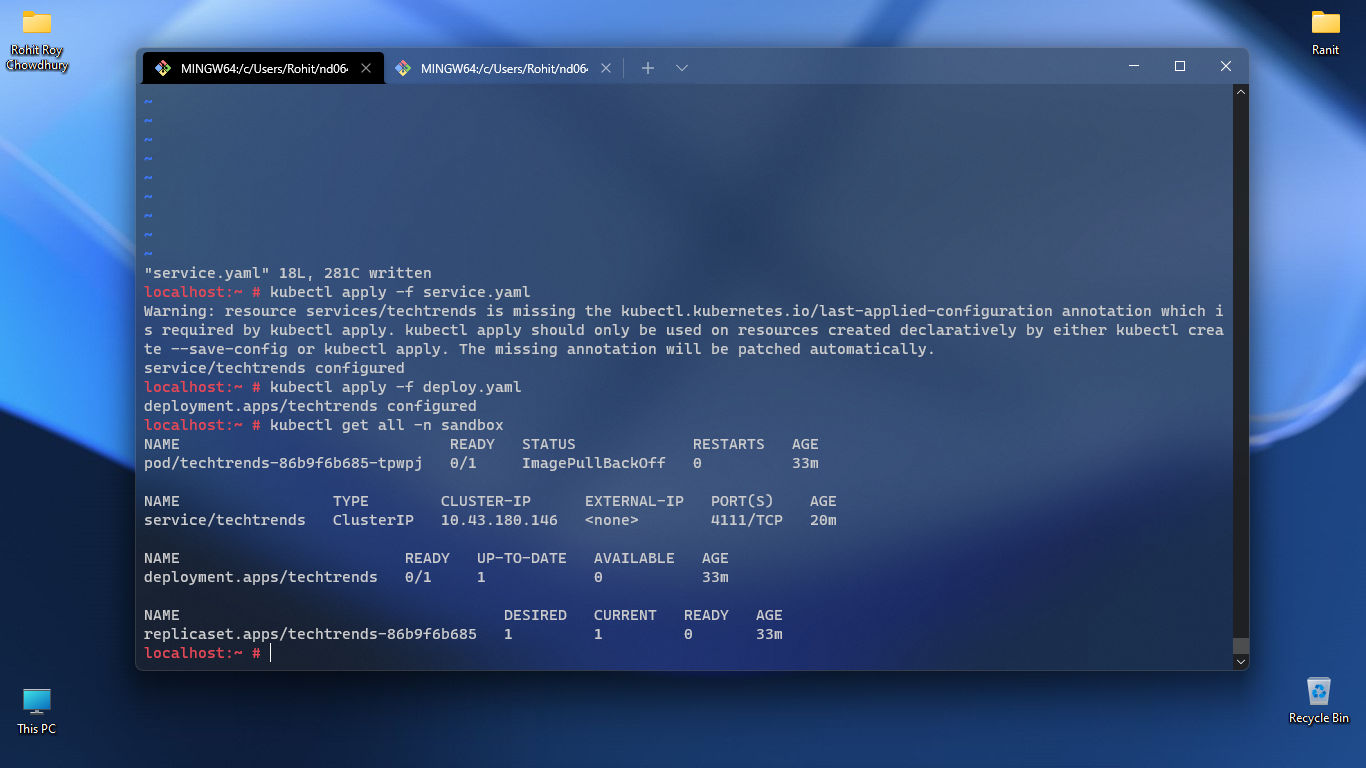 Rohit Roy
Chowdhury
Ranit
MINGW64:/c/Users/Rohit/nd06
MINGW64:/c/Users/Rohit/nd06
~
~
~
~
~
~
~
~
~
"service.yaml" 18L, 281C written
localhost:~ # kubectl apply -f service.yaml
Warning: resource services/techtrends is missing the kubectl.kubernetes.io/last-applied-configuration annotation which i
s required by kubectl apply. kubectl apply should only be used on resources created declaratively by either kubectl crea
te --save-config or kubectl apply. The missing annotation will be patched automatically.
service/techtrends configured
localhost:~ # kubectl apply -f deploy.yaml
deployment.apps/techtrends configured
localhost:~ # kubectl get all -n sandbox
NAME                              READY   STATUS             RESTARTS   AGE
pod/techtrends-86b9f6b685-tpwpj   0/1     ImagePullBackOff   0          33m
NAME                 TYPE        CLUSTER-IP      EXTERNAL-IP   PORT(S)    AGE
service/techtrends   ClusterIP   10.43.180.146   <none>        4111/TCP   20m
NAME                         READY   UP-TO-DATE   AVAILABLE   AGE
deployment.apps/techtrends   0/1     1            0           33m
NAME                                    DESIRED   CURRENT   READY   AGE
replicaset.apps/techtrends-86b9f6b685   1         1         0       33m
localhost:~ #
This PC
Recycle Bin